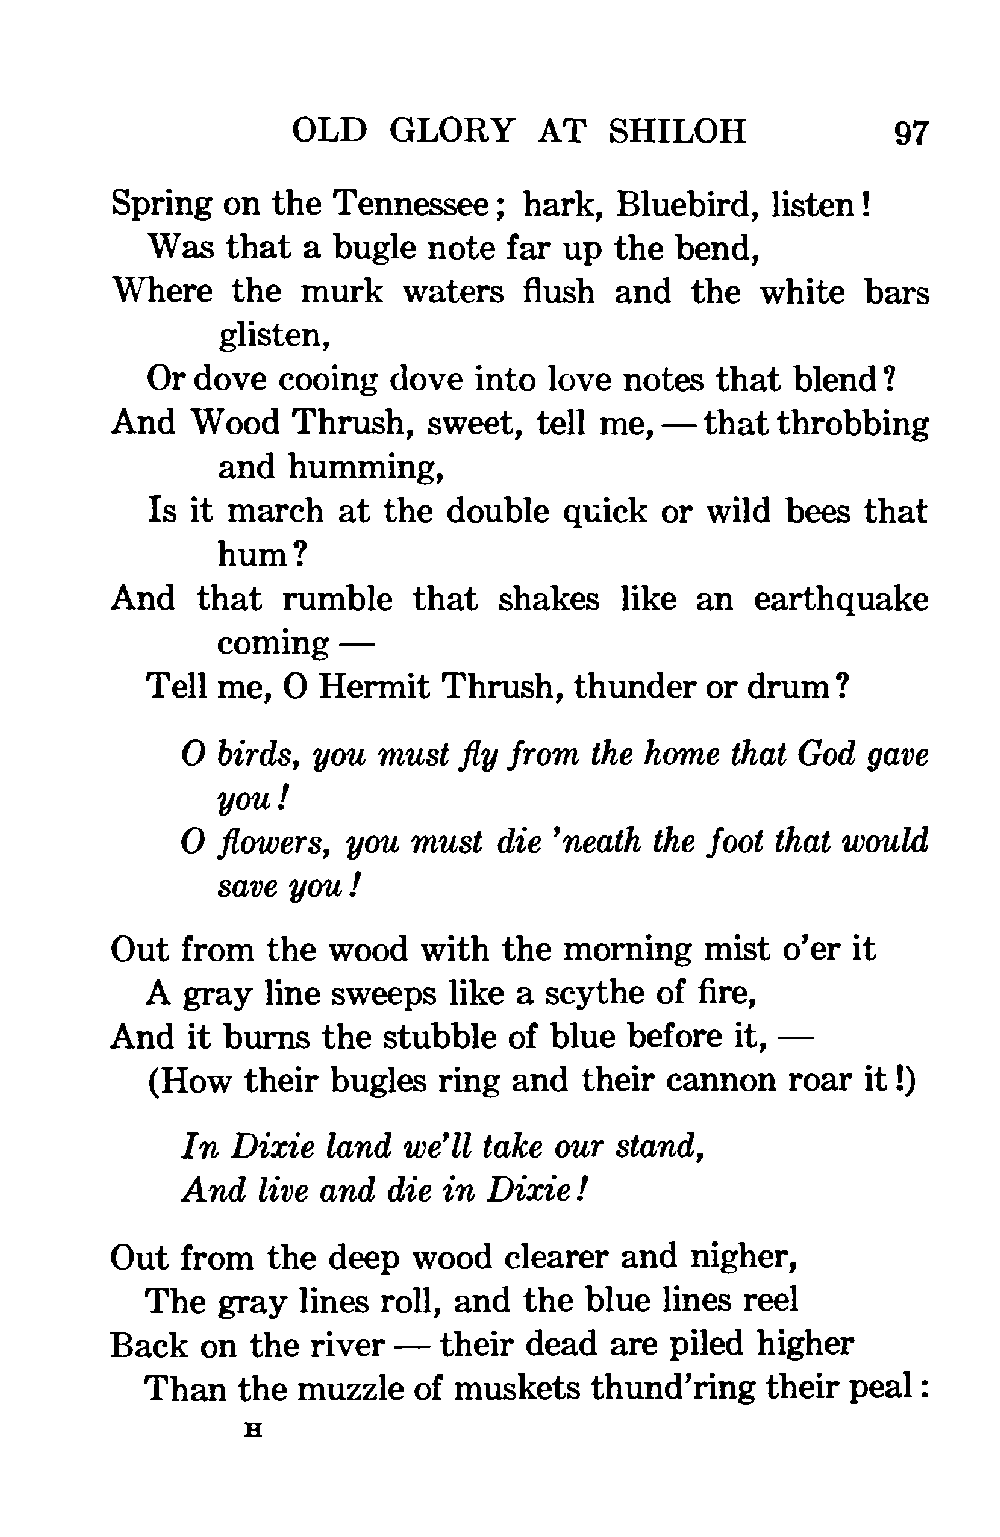 OLD GLORY AT SHILOH 97
Spring on the Tennessee; hark, Bluebird, listen!
Was that a bugle note far up the bend,
Where the murk waters flush and the white bars
glisten,
Or dove cooing dove into love notes that blend?
And Wood Thrush, sweet, tell me, — that throbbing
and humming,
Is it march at the double quick or wild bees that
hum?
And that rumble that shakes like an earthquake
coming —
Tell me, O Hermit Thrush, thunder or drum?
O birds, you must fly from the home that God gave
you!
O flowers, you must die 'neath the foot that would
save you!
Out from the wood with the morning mist o'er it
A gray line sweeps like a scythe of fire,
And it burns the stubble of blue before it, —
(How their bugles ring and their cannon roar it!)
In Dixie land we'll take our stand,
And live and die in Dixie!
Out from the deep wood clearer and nigher,
The gray lines roll, and the blue lines reel
Back on the river — their dead are piled higher
Than the muzzle of muskets thund'ring their peal:
H